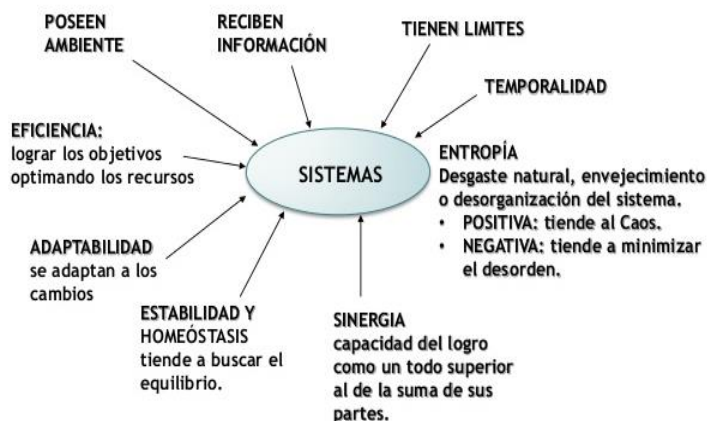 POSEEN
AMBIENTE
RECIBEN
INFORMACIÓN
TIENEN LIMITES
TEMPORALIDAD
EFICIENCIA:
lograr los objetivos
optimando los recursos
SISTEMAS
ENTROPÍA
Desgaste natural, envejecimiento
o desorganización del sistema.
• POSITIVA: tiende al Caos.
• NEGATIVA: tiende a minimizar
el desorden.
ADAPTABILIDAD
se adaptan a los
cambios
ESTABILIDAD Y
HOMEÓSTASIS
tiende a buscar el
equilibrio.
SINERGIA
capacidad del logro
como un todo superior
al de la suma de sus
partes.